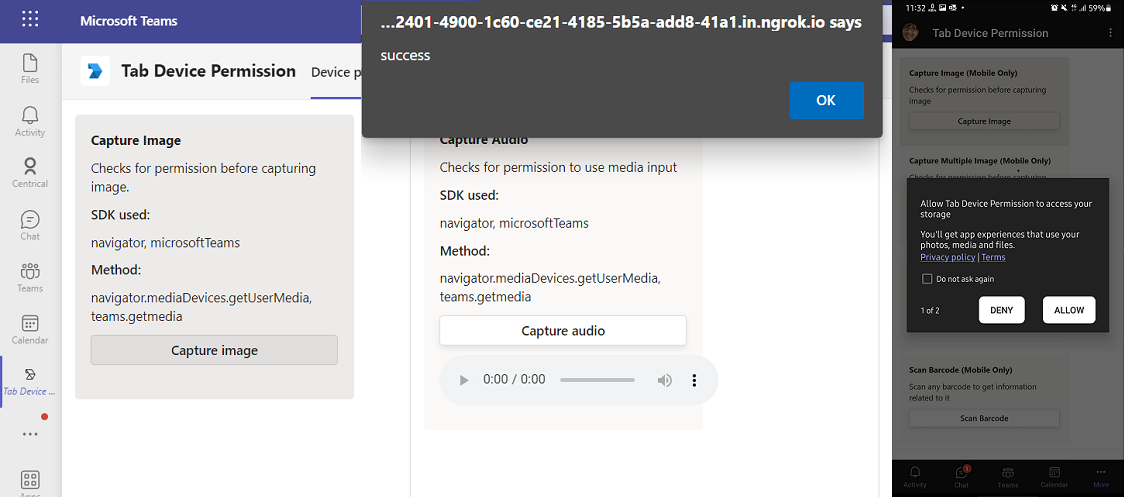 Microsoft Teams
Files
Activity
Centrical
Chat
Teams
Calendar
Tab Device ...
Tab Device Permission
Device p
...2401-4900-1c60-ce21-4185-5b5a-add8-41a1.in.ngrok.io says
success
OK
Capture Image
Checks for permission before capturing
image.
SDK used:
navigator, microsoftTeams
Method:
navigator.mediaDevices.getUserMedia,
teams.getmedia
Capture image
Capture Audio
Checks for permission to use media input
SDK used:
navigator, microsoftTeams
Method:
navigator.mediaDevices.getUserMedia,
teams.getmedia
Capture audio
0:00 / 0:00
11:32
59%
Tab Device Permission
Capture Image (Mobile Only)
Checks for permission before capturing
image
Capture Image
Capture Multiple Image (Mobile Only)
Checks for permission before capturing
Allow Tab Device Permission to access your
storage
You'll get app experiences that use your
photos, media and files.
Privacy policy | Terms
Do not ask again
1 of 2
DENY
ALLOW
Scan Barcode (Mobile Only)
Scan any barcode to get information
related to it
Scan Barcode
Activity
Chat
Teams
Calendar
More